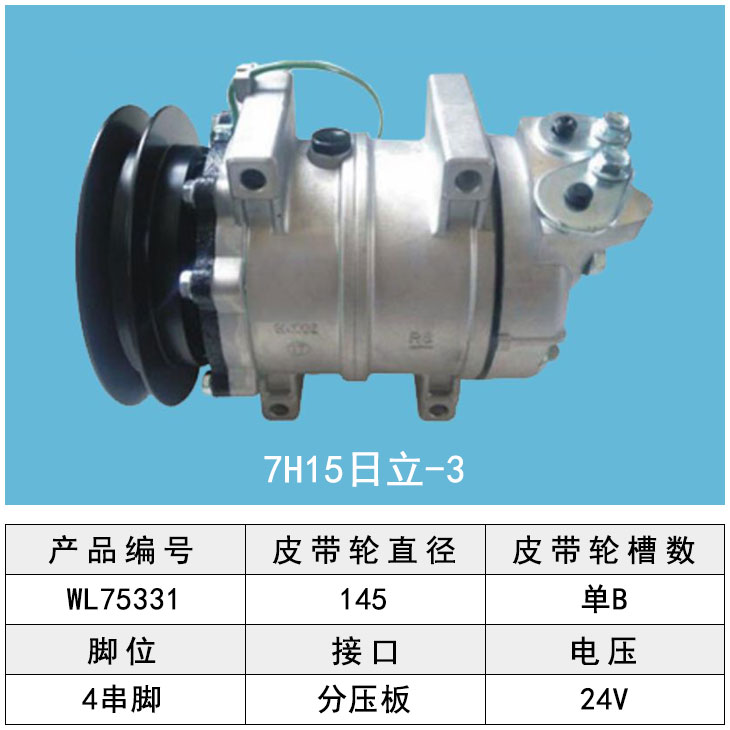 R6
7H15日立-3
产品编号 皮带轮直径 皮带轮槽数
WL75331 145 单B
脚位 接口 电压
4串脚 分压板 24V